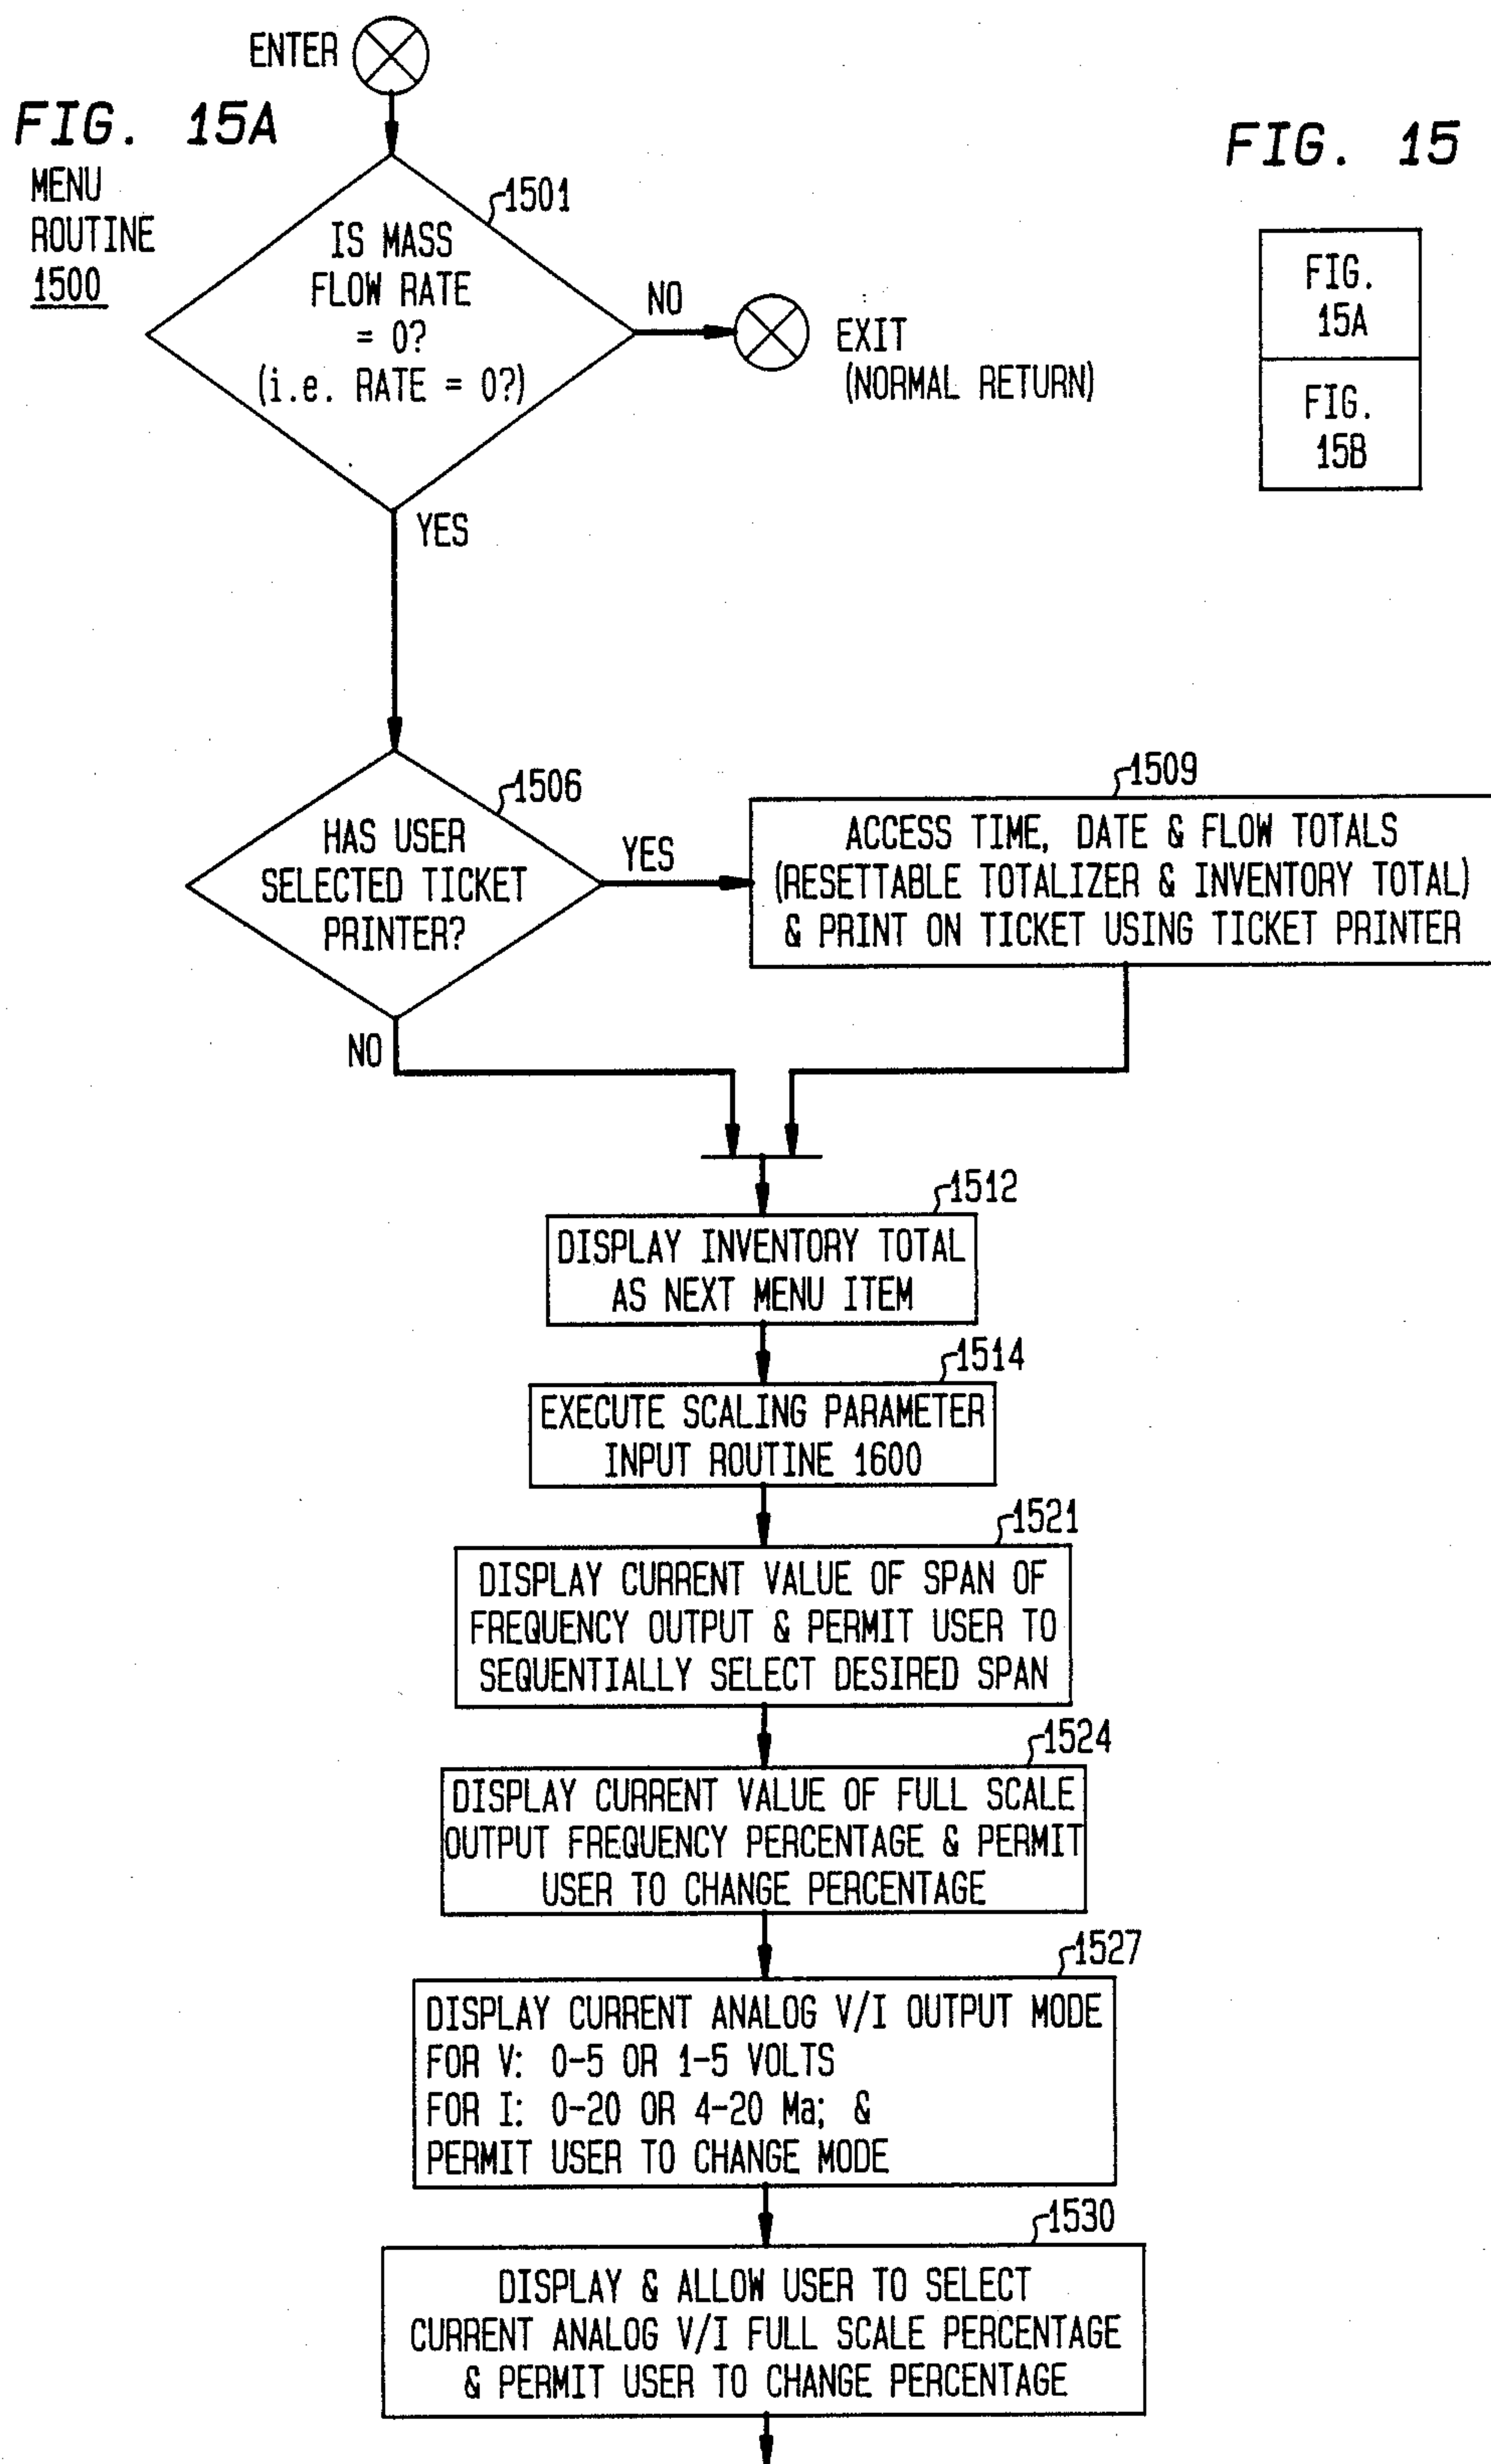 ENTER
FIG. 15A
MENU
ROUTINE
1500
1501
IS MASS
FLOW RATE
= 0?
(i.e. RATE = 0?)
NO
EXIT
(NORMAL RETURN)
YES
FIG. 15
FIG.
15A
FIG.
15B
1506
HAS USER
SELECTED TICKET
PRINTER?
YES
NO
1509
ACCESS TIME, DATE & FLOW TOTALS
(RESETTABLE TOTALIZER & INVENTORY TOTAL)
& PRINT ON TICKET USING TICKET PRINTER
1512
DISPLAY INVENTORY TOTAL
AS NEXT MENU ITEM
1514
EXECUTE SCALING PARAMETER
INPUT ROUTINE 1600
1521
DISPLAY CURRENT VALUE OF SPAN OF
FREQUENCY OUTPUT & PERMIT USER TO
SEQUENTIALLY SELECT DESIRED SPAN
1524
DISPLAY CURRENT VALUE OF FULL SCALE
OUTPUT FREQUENCY PERCENTAGE & PERMIT
USER TO CHANGE PERCENTAGE
1527
DISPLAY CURRENT ANALOG V/I OUTPUT MODE
FOR V: 0-5 OR 1-5 VOLTS
FOR I: 0-20 OR 4-20 Ma; &
PERMIT USER TO CHANGE MODE
1530
DISPLAY & ALLOW USER TO SELECT
CURRENT ANALOG V/I FULL SCALE PERCENTAGE
& PERMIT USER TO CHANGE PERCENTAGE